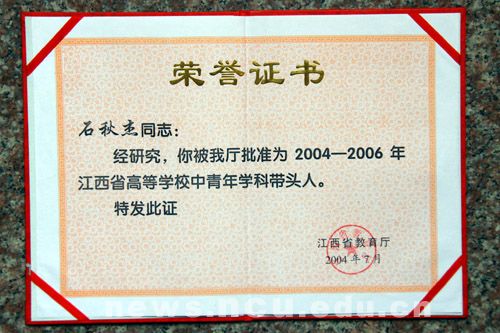 荣誉证书
石秋杰同志：
经研究，你被我厅批准为 2004—2006 年
江西省高等学校中青年学科带头人。
特发此证
江西省教育厅
2004 年 7 月
news.ncu.edu.cn